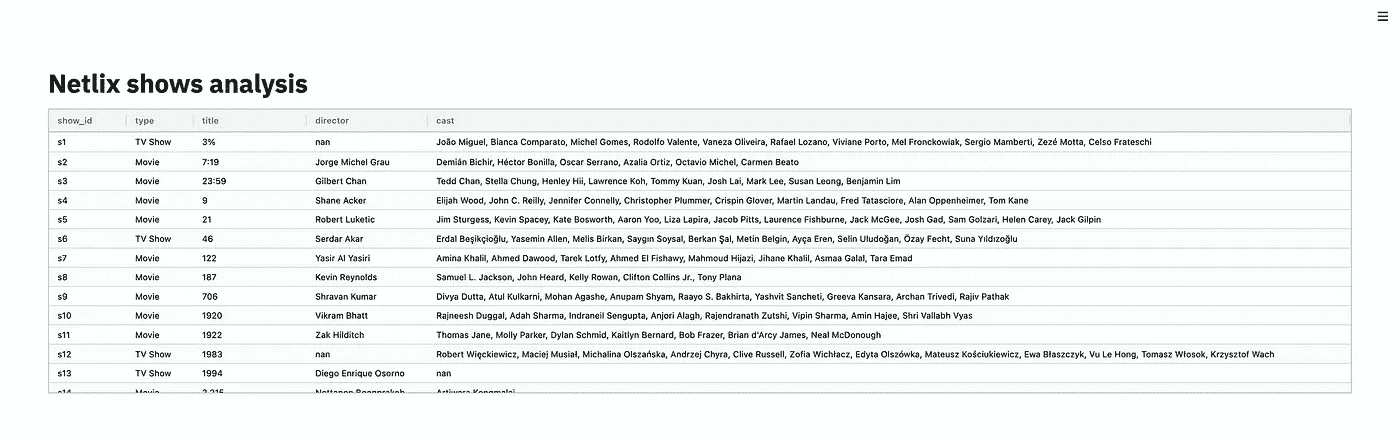 Netlix shows analysis
show_id type title director cast
s1 TV Show 3% nan João Miguel, Bianca Comparato, Michel Gomes, Rodolfo Valente, Vaneza Oliveira, Rafael Lozano, Viviane Porto, Mel Fronckowiak, Sergio Mamberti, Zezé Motta, Celso Frateschi
s2 Movie 7:19 Jorge Michel Grau Demián Bichir, Héctor Bonilla, Oscar Serrano, Azalia Ortiz, Octavio Michel, Carmen Beato
s3 Movie 23:59 Gilbert Chan Tedd Chan, Stella Chung, Henley Hii, Lawrence Koh, Tommy Kuan, Josh Lai, Mark Lee, Susan Leong, Benjamin Lim
s4 Movie 9 Shane Acker Elijah Wood, John C. Reilly, Jennifer Connelly, Christopher Plummer, Crispin Glover, Martin Landau, Fred Tatasciore, Alan Oppenheimer, Tom Kane
s5 Movie 21 Robert Luketic Jim Sturgess, Kevin Spacey, Kate Bosworth, Aaron Yoo, Liza Lapira, Jacob Pitts, Laurence Fishburne, Jack McGee, Josh Gad, Sam Golzari, Helen Carey, Jack Gilpin
s6 TV Show 46 Serdar Akar Erdal Beşikçioğlu, Yasemin Allen, Melis Birkan, Saygın Soysal, Berkan Şal, Metin Belgin, Ayça Eren, Selin Uludoğan, Özay Fecht, Suna Yıldızoğlu
s7 Movie 122 Yasir Al Yasiri Amina Khalil, Ahmed Dawood, Tarek Lotfy, Ahmed El Fishawy, Mahmoud Hijazi, Jihane Khalil, Asmaa Galal, Tara Emad
s8 Movie 187 Kevin Reynolds Samuel L. Jackson, John Heard, Kelly Rowan, Clifton Collins Jr., Tony Plana
s9 Movie 706 Shravan Kumar Divya Dutta, Atul Kulkarni, Mohan Agashe, Anupam Shyam, Raayo S. Bakhirta, Yashvit Sancheti, Greeva Kansara, Archan Trivedi, Rajiv Pathak
s10 Movie 1920 Vikram Bhatt Rajneesh Duggal, Adah Sharma, Indraneil Sengupta, Anjori Alagh, Rajendranath Zutshi, Vipin Sharma, Amin Hajee, Shri Vallabh Vyas
s11 Movie 1922 Zak Hilditch Thomas Jane, Molly Parker, Dylan Schmid, Kaitlyn Bernard, Bob Frazer, Brian d'Arcy James, Neal McDonough
s12 TV Show 1983 nan Robert Więckiewicz, Maciej Musiał, Michalina Olszańska, Andrzej Chyra, Clive Russell, Zofia Wichłacz, Edyta Olszówka, Mateusz Kościukiewicz, Ewa Błaszczyk, Vu Le Hong, Tomasz Włosok, Krzysztof Wach
s13 TV Show 1994 Diego Enrique Osorno nan
s14 Movie